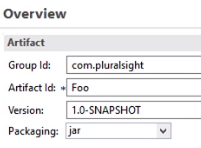 Overview
Artifact
Group Id: com.pluralsight
Artifact Id: * Foo
Version: 1.0-SNAPSHOT
Packaging: jar